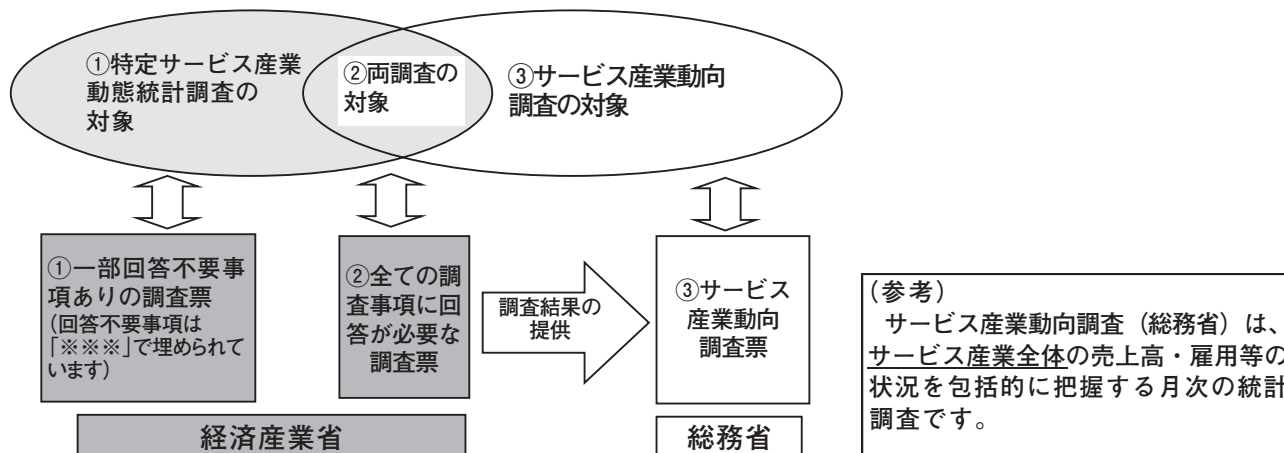 ①特定サービス産業
動態統計調査の
対象
②両調査の
対象
③サービス産業動向
調査の対象
①一部回答不要事
項ありの調査票
(回答不要事項は
「※※※」で埋められて
います)
②全ての調
査事項に回
答が必要な
調査票
調査結果の
提供
③サービス
産業動向
調査票
経済産業省
総務省
(参考)
サービス産業動向調査（総務省）は、
サービス産業全体の売上高・雇用等の
状況を包括的に把握する月次の統計
調査です。